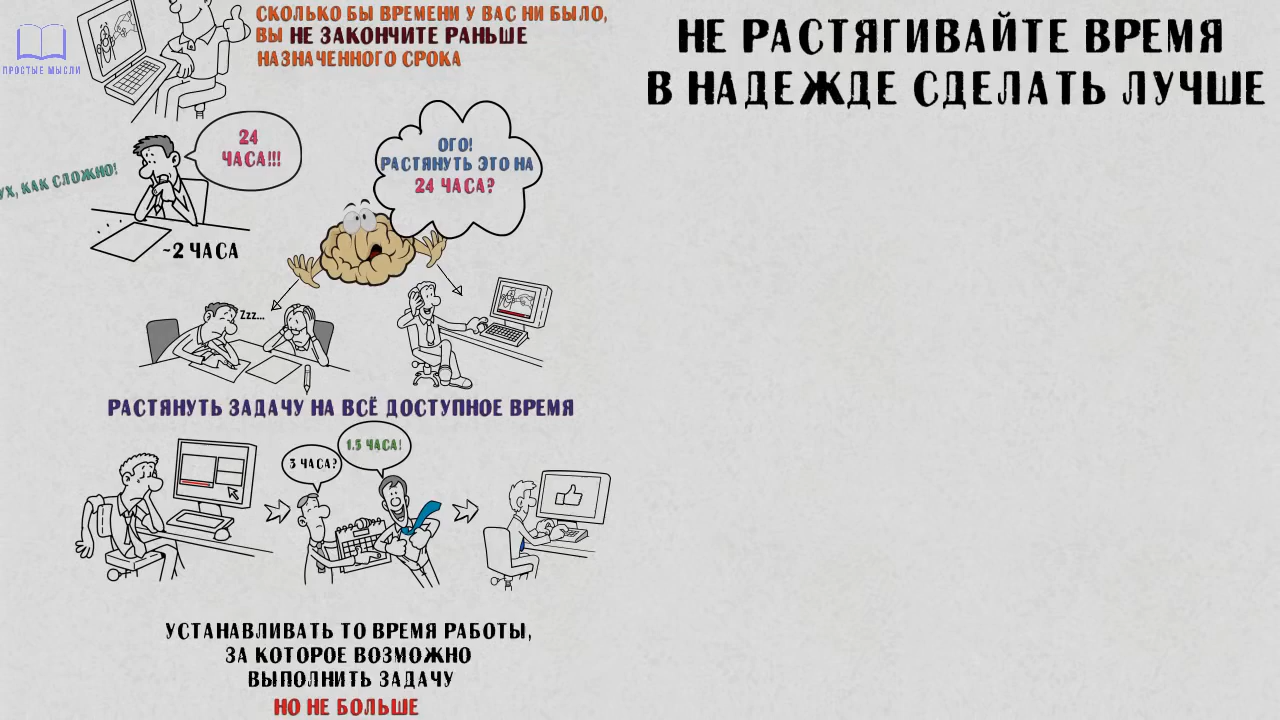 ПРОСТЫЕ МЫСЛИ
СКОЛЬКО БЫ ВРЕМЕНИ У ВАС НИ БЫЛО,
ВЫ НЕ ЗАКОНЧИТЕ РАНЬШЕ
НАЗНАЧЕННОГО СРОКА
24
ЧАСА!!!
УХ, КАК СЛОЖНО!
~2 ЧАСА
ОГО!
РАСТЯНУТЬ ЭТО НА
24 ЧАСА?
Zzz...
РАСТЯНУТЬ ЗАДАЧУ НА ВСЁ ДОСТУПНОЕ ВРЕМЯ
3 ЧАСА?
1.5 ЧАСА!
УСТАНАВЛИВАТЬ ТО ВРЕМЯ РАБОТЫ,
ЗА КОТОРОЕ ВОЗМОЖНО
ВЫПОЛНИТЬ ЗАДАЧУ
НО НЕ БОЛЬШЕ
НЕ РАСТЯГИВАЙТЕ ВРЕМЯ
В НАДЕЖДЕ СДЕЛАТЬ ЛУЧШЕ